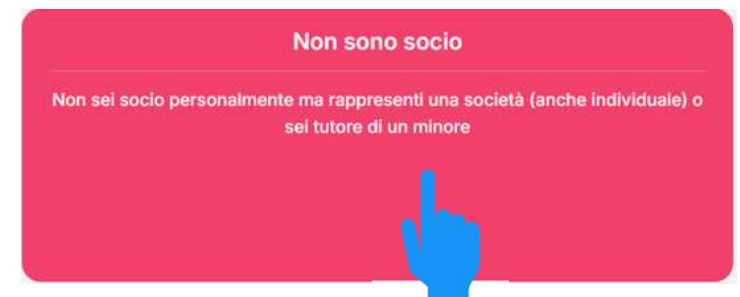 Non sono socio
Non sei socio personalmente ma rappresenti una società (anche individuale) o
sei tutore di un minore